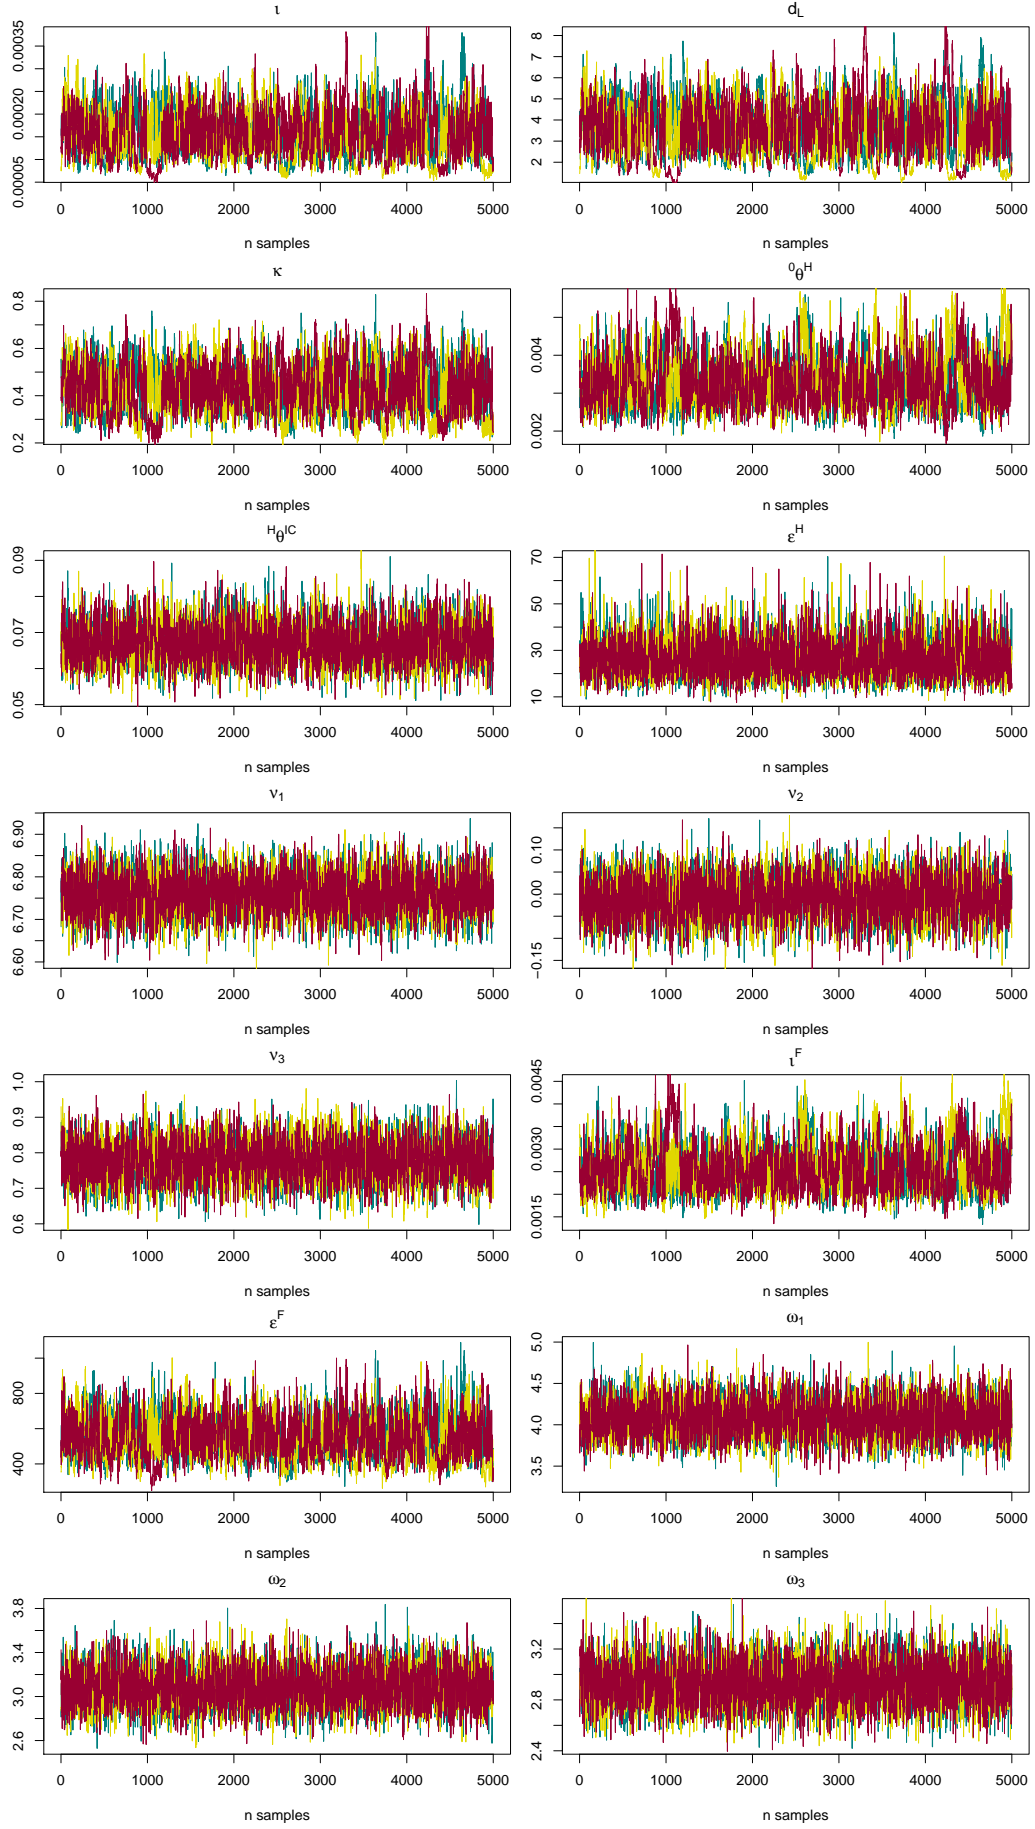 ι
0.00005 0.00020 0.00035
0 1000 2000 3000 4000 5000
n samples
d_L
2 3 4 5 6 7 8
0 1000 2000 3000 4000 5000
n samples
κ
0.2 0.4 0.6 0.8
0 1000 2000 3000 4000 5000
n samples
⁰θᴴ
0.002 0.004
0 1000 2000 3000 4000 5000
n samples
ᴴθᴵᶜ
0.05 0.07 0.09
0 1000 2000 3000 4000 5000
n samples
εᴴ
10 30 50 70
0 1000 2000 3000 4000 5000
n samples
ν₁
6.60 6.70 6.80 6.90
0 1000 2000 3000 4000 5000
n samples
ν₂
−0.15 0.00 0.10
0 1000 2000 3000 4000 5000
n samples
ν₃
0.6 0.7 0.8 0.9 1.0
0 1000 2000 3000 4000 5000
n samples
ι^F
0.0015 0.0030 0.0045
0 1000 2000 3000 4000 5000
n samples
ε^F
400 800
0 1000 2000 3000 4000 5000
n samples
ω₁
3.5 4.0 4.5 5.0
0 1000 2000 3000 4000 5000
n samples
ω₂
2.6 3.0 3.4 3.8
0 1000 2000 3000 4000 5000
n samples
ω₃
2.4 2.8 3.2
0 1000 2000 3000 4000 5000
n samples